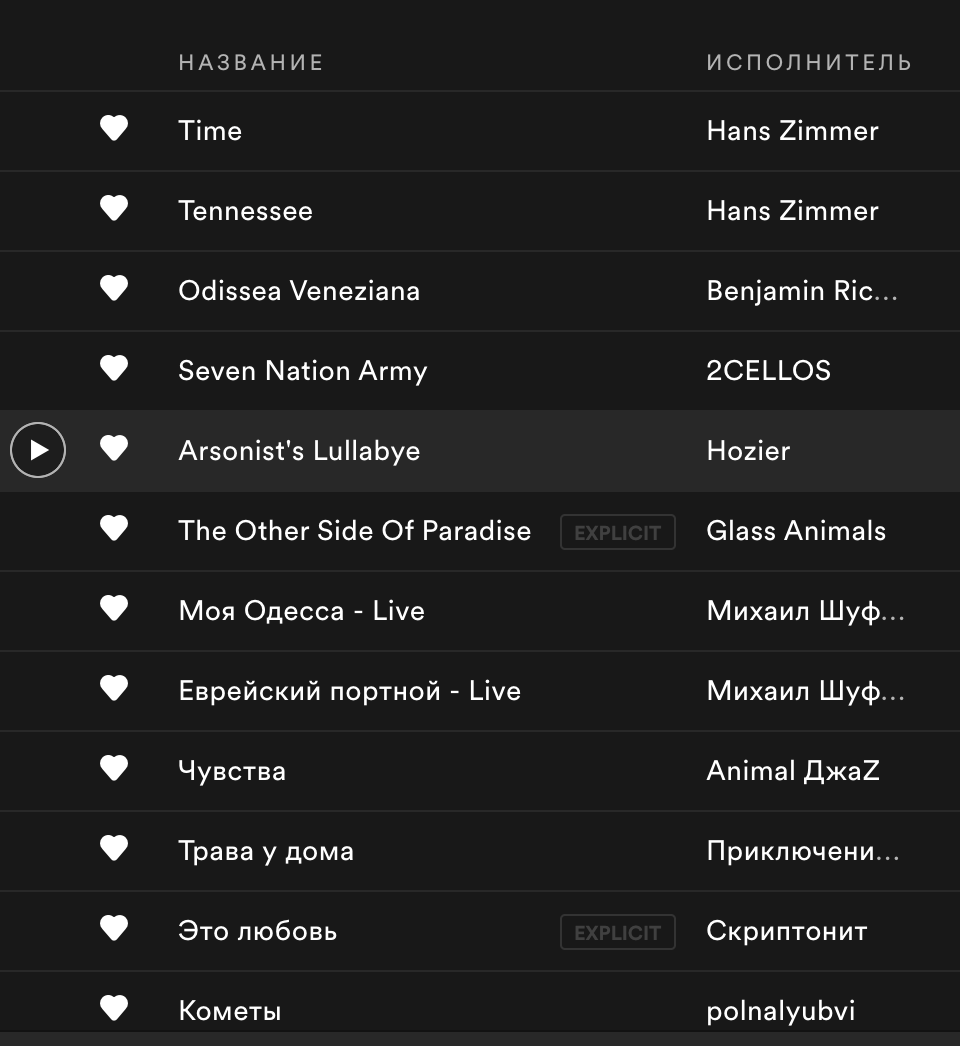 НАЗВАНИЕ ИСПОЛНИТЕЛЬ
Time Hans Zimmer
Tennessee Hans Zimmer
Odissea Veneziana Benjamin Ric...
Seven Nation Army 2CELLOS
Arsonist's Lullabye Hozier
The Other Side Of Paradise EXPLICIT Glass Animals
Моя Одесса - Live Михаил Шуф...
Еврейский портной - Live Михаил Шуф...
Чувства Animal ДжаZ
Трава у дома Приключени...
Это любовь EXPLICIT Скриптонит
Кометы polnalyubvi